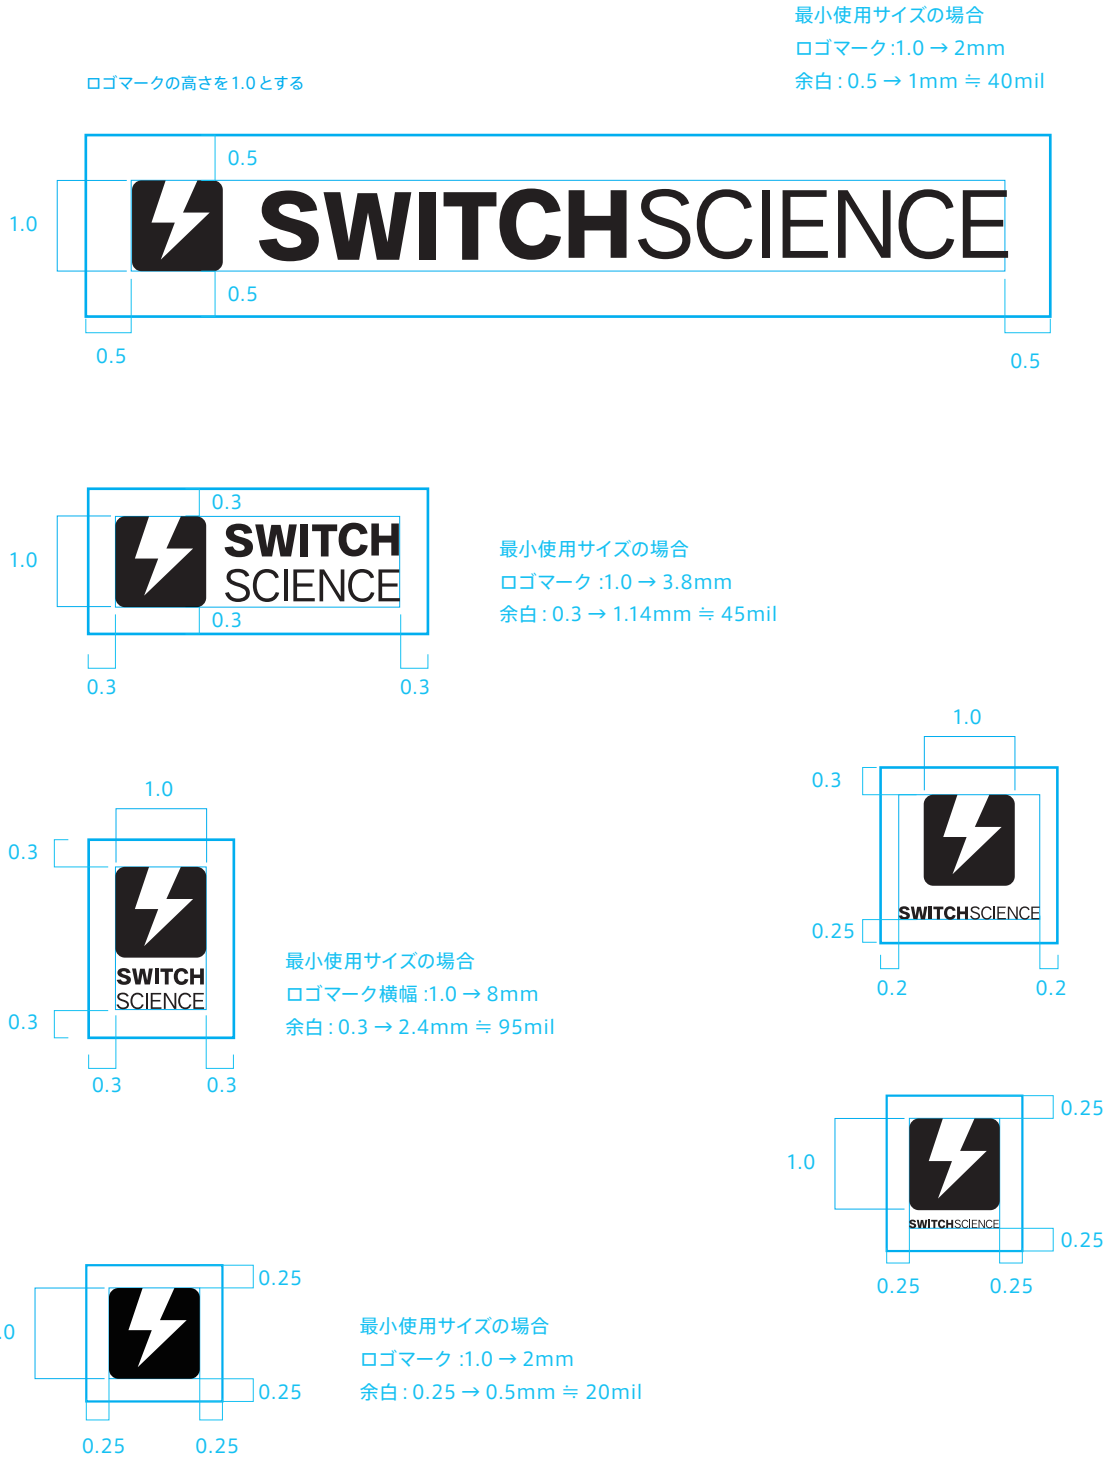 最小使用サイズの場合
ロゴマーク:1.0 → 2mm
余白 : 0.5 → 1mm ≒ 40mil
ロゴマークの高さを1.0とする
0.5
1.0
SWITCHSCIENCE
0.5
0.5
0.5
0.3
1.0
SWITCH
SCIENCE
0.3
0.3
0.3
最小使用サイズの場合
ロゴマーク :1.0 → 3.8mm
余白 : 0.3 → 1.14mm ≒ 45mil
1.0
0.3
SWITCHSCIENCE
0.25
0.2
0.2
1.0
0.3
SWITCH
SCIENCE
0.3
0.3
0.3
最小使用サイズの場合
ロゴマーク横幅 :1.0 → 8mm
余白 : 0.3 → 2.4mm ≒ 95mil
0.25
1.0
SWITCHSCIENCE
0.25
0.25
0.25
0.25
.0
0.25
0.25
0.25
最小使用サイズの場合
ロゴマーク :1.0 → 2mm
余白 : 0.25 → 0.5mm ≒ 20mil